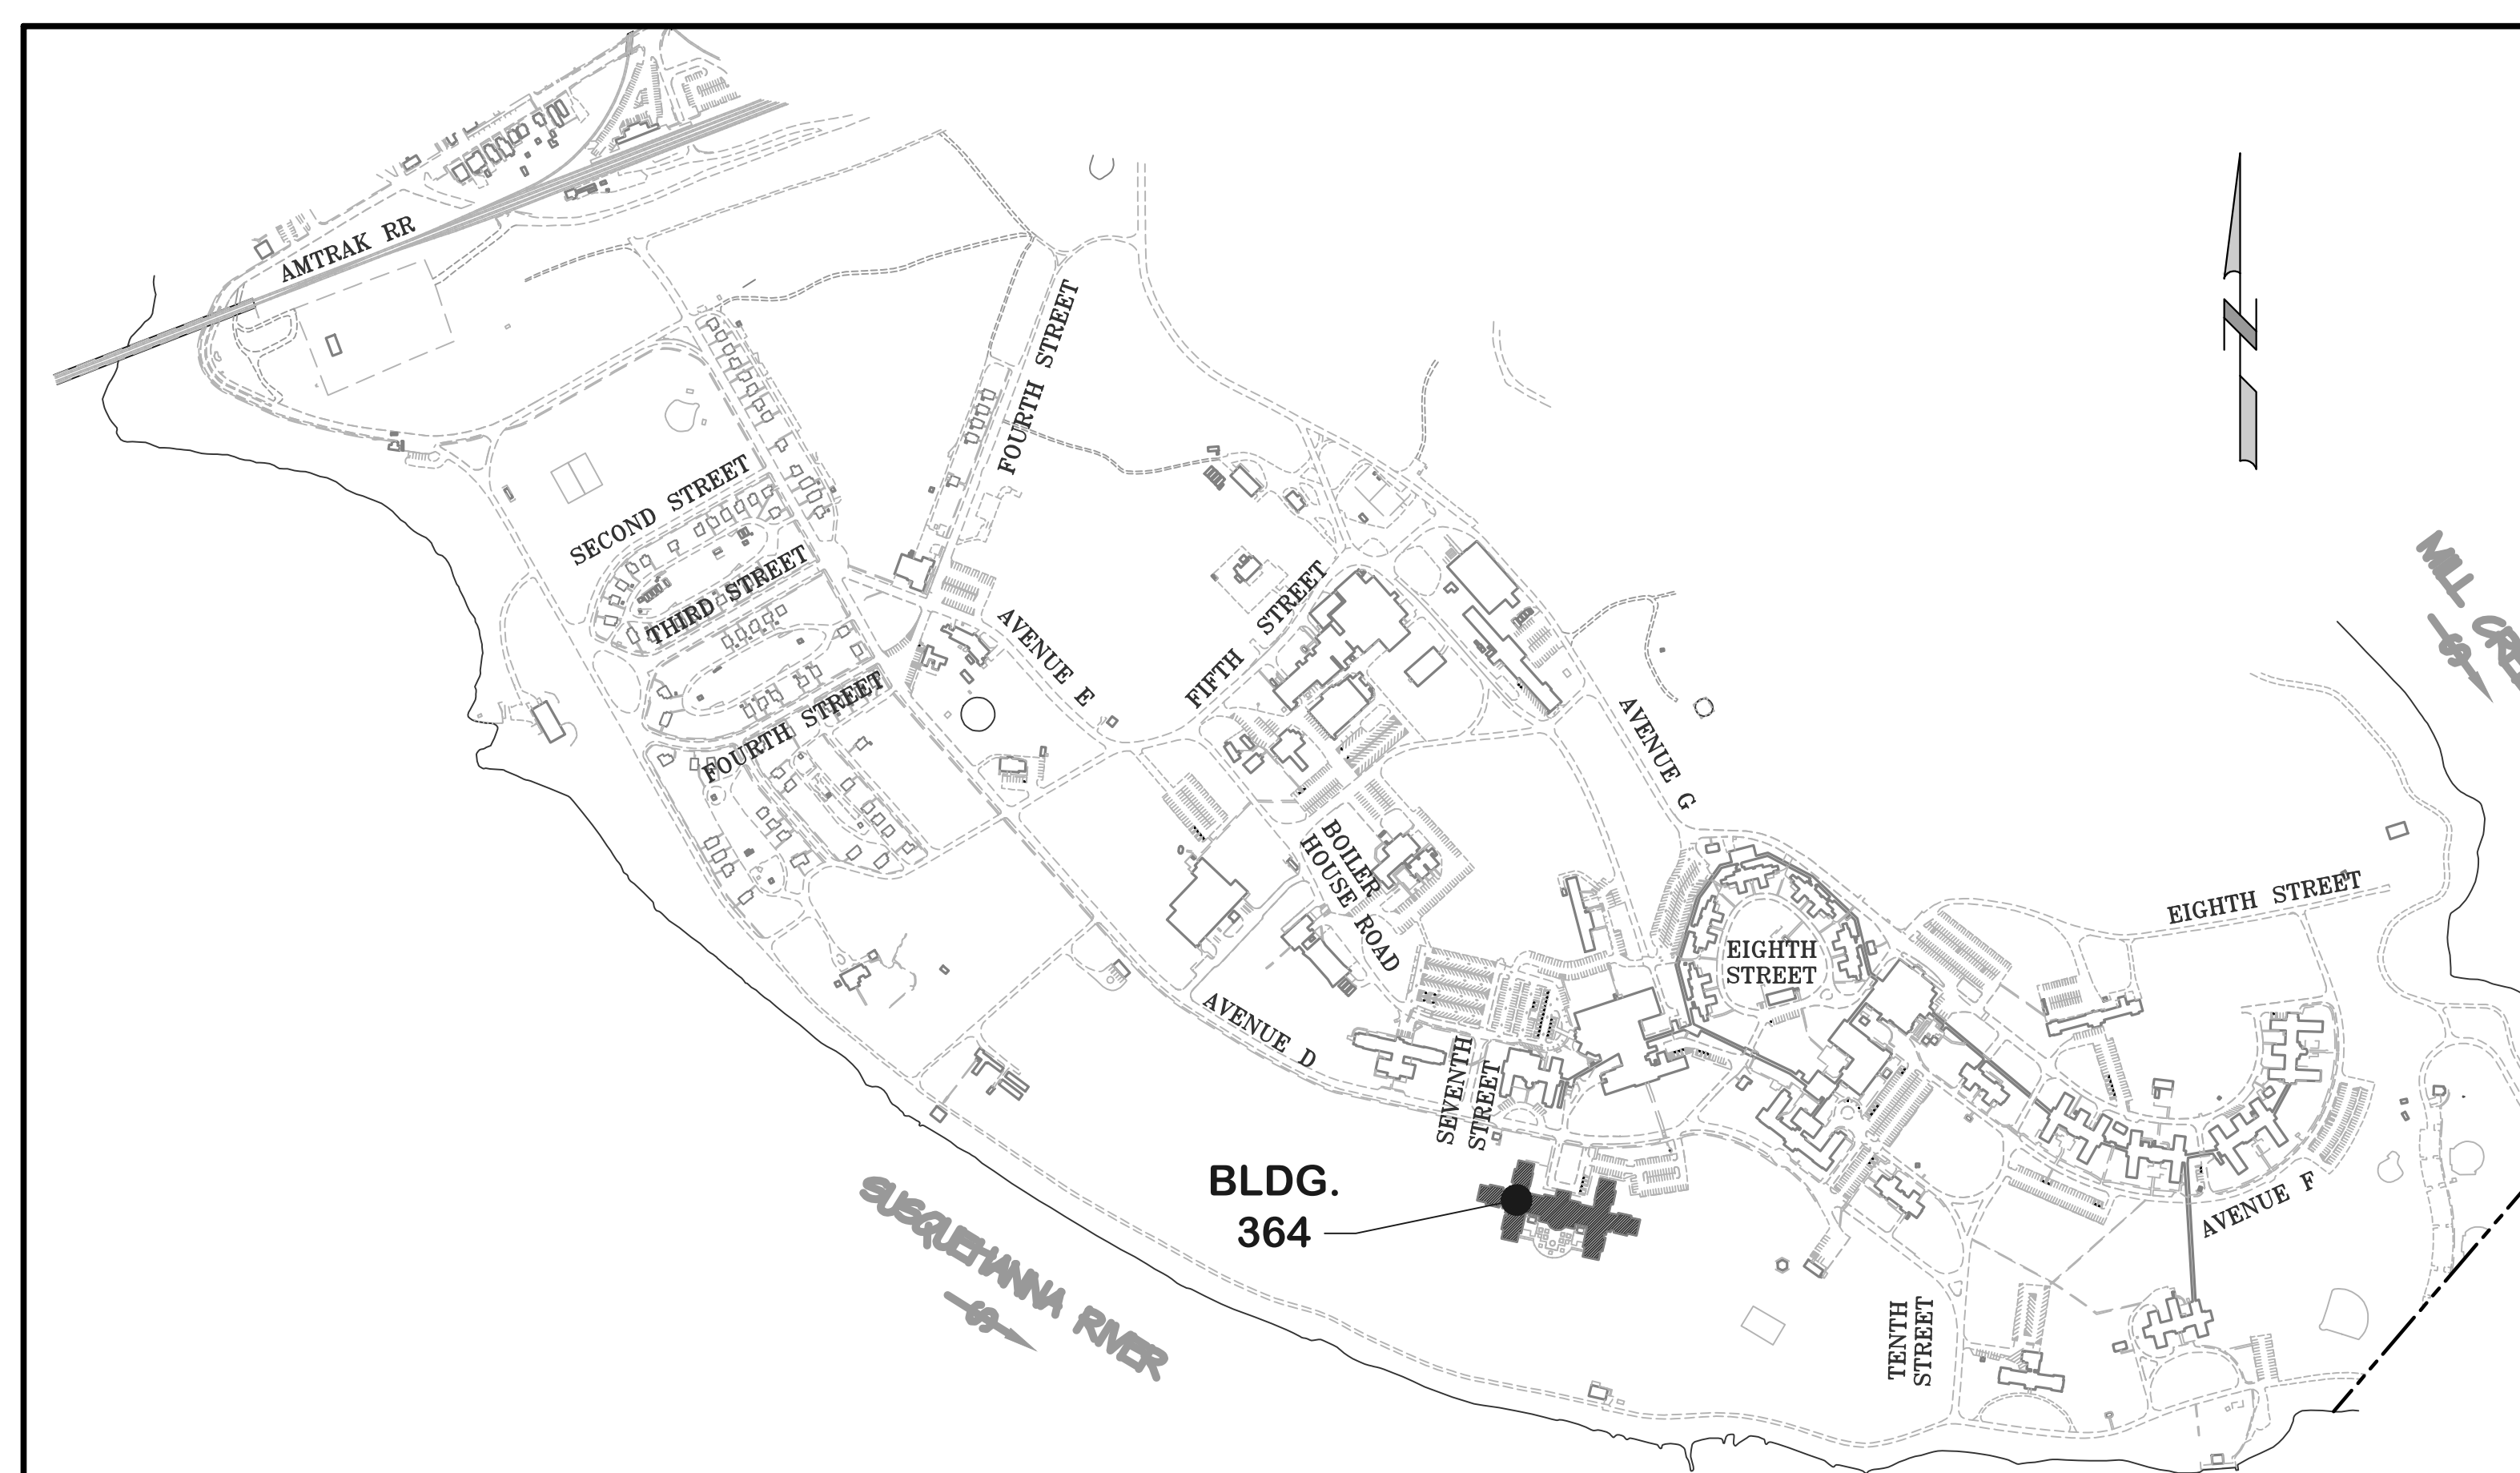 AMTRAK RR
FOURTH STREET
SECOND STREET
THIRD STREET
FOURTH STREET
AVENUE E
FIFTH STREET
AVENUE G
MILL
BOILER
HOUSE ROAD
EIGHTH
STREET
EIGHTH STREET
AVENUE D
SEVENTH
STREET
BLDG.
364
SUSQUEHANNA RIVER
AVENUE F
TENTH
STREET
N